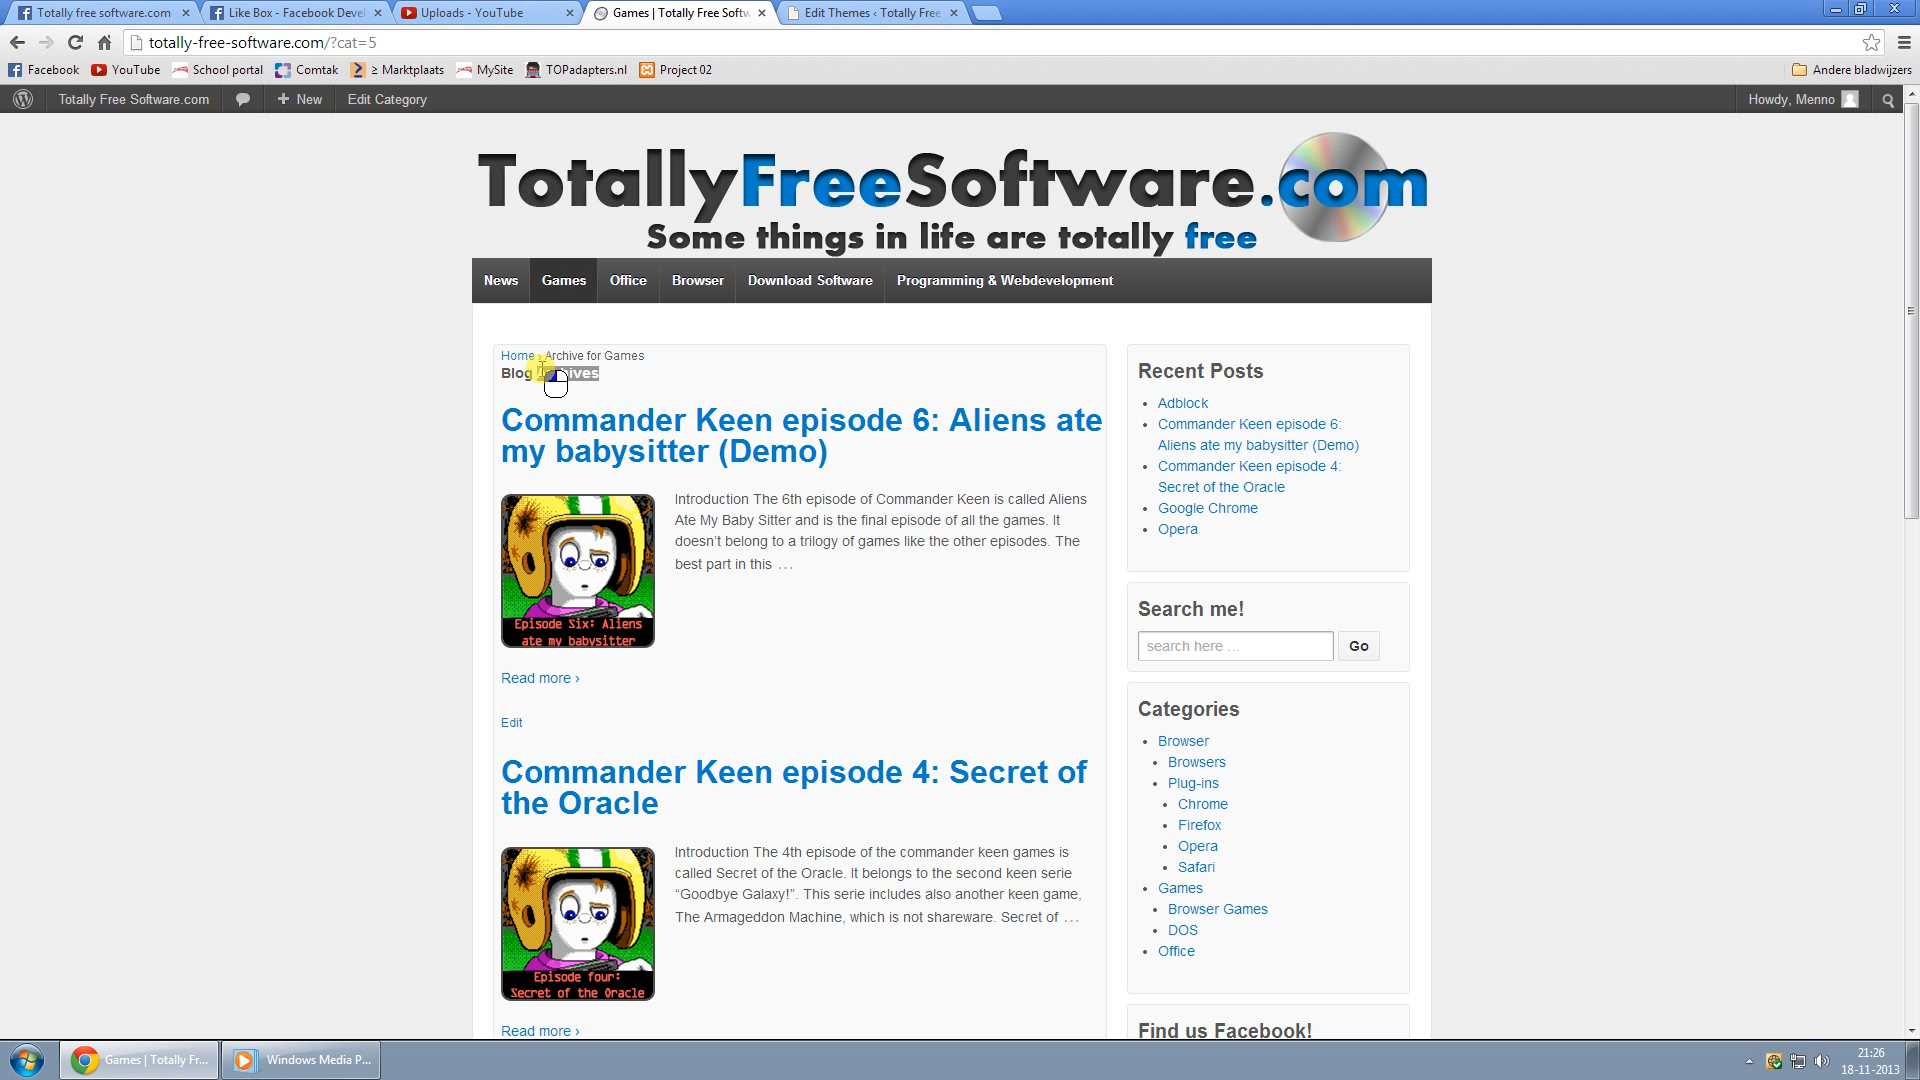 Totally free software.com
Like Box - Facebook Devel
Uploads - YouTube
Games | Totally Free Softw
Edit Themes ‹ Totally Free
totally-free-software.com/?cat=5
Facebook
YouTube
School portal
Comtak
≥ Marktplaats
MySite
TOPadapters.nl
Project 02
Andere bladwijzers
Totally Free Software.com
+ New
Edit Category
Howdy, Menno
TotallyFreeSoftware.com
Some things in life are totally free
News
Games
Office
Browser
Download Software
Programming & Webdevelopment
Home › Archive for Games
Blog
Commander Keen episode 6: Aliens ate
my babysitter (Demo)
Episode Six: Aliens
ate my babysitter
Introduction The 6th episode of Commander Keen is called Aliens
Ate My Baby Sitter and is the final episode of all the games. It
doesn't belong to a trilogy of games like the other episodes. The
best part in this …
Read more ›
Edit
Commander Keen episode 4: Secret of
the Oracle
Episode four:
Secret of the Oracle
Introduction The 4th episode of the commander keen games is
called Secret of the Oracle. It belongs to the second keen serie
“Goodbye Galaxy!”. This serie includes also another keen game,
The Armageddon Machine, which is not shareware. Secret of …
Read more ›
Recent Posts
Adblock
Commander Keen episode 6:
Aliens ate my babysitter (Demo)
Commander Keen episode 4:
Secret of the Oracle
Google Chrome
Opera
Search me!
search here …
Go
Categories
Browser
Browsers
Plug-ins
Chrome
Firefox
Opera
Safari
Games
Browser Games
DOS
Office
Find us Facebook!
Games | Totally Fr...
Windows Media P...
21:26
18-11-2013